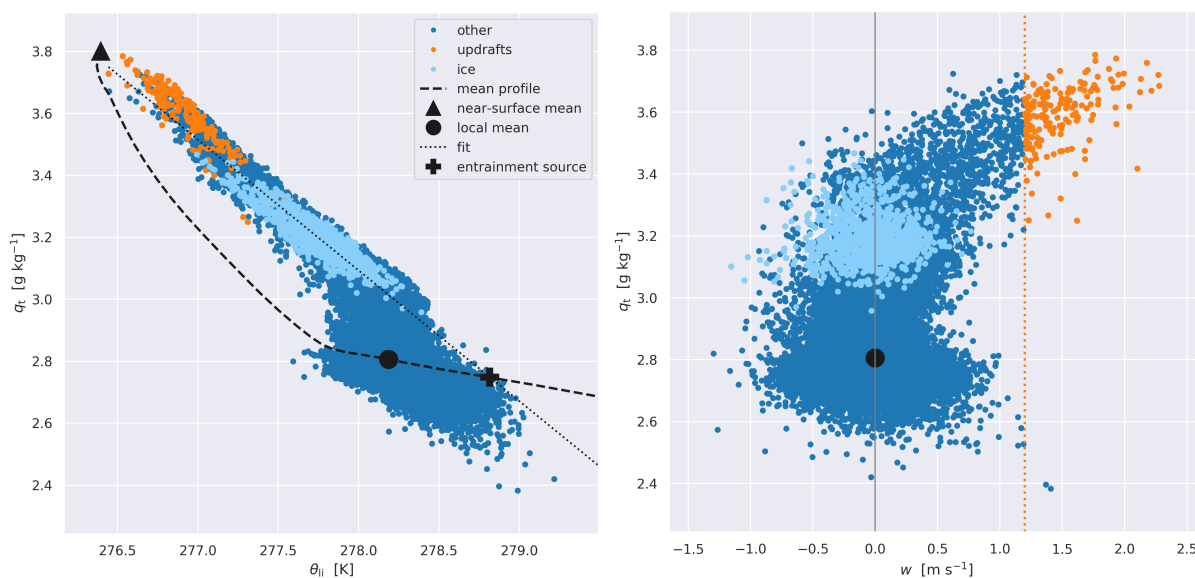 3.8
3.6
3.4
3.2
3.0
2.8
2.6
2.4
qt [g kg−1]
276.5 277.0 277.5 278.0 278.5 279.0
θli [K]
other
updrafts
ice
mean profile
near-surface mean
local mean
fit
entrainment source
3.8
3.6
3.4
3.2
3.0
2.8
2.6
2.4
qt [g kg−1]
−1.5 −1.0 −0.5 0.0 0.5 1.0 1.5 2.0 2.5
w [m s−1]